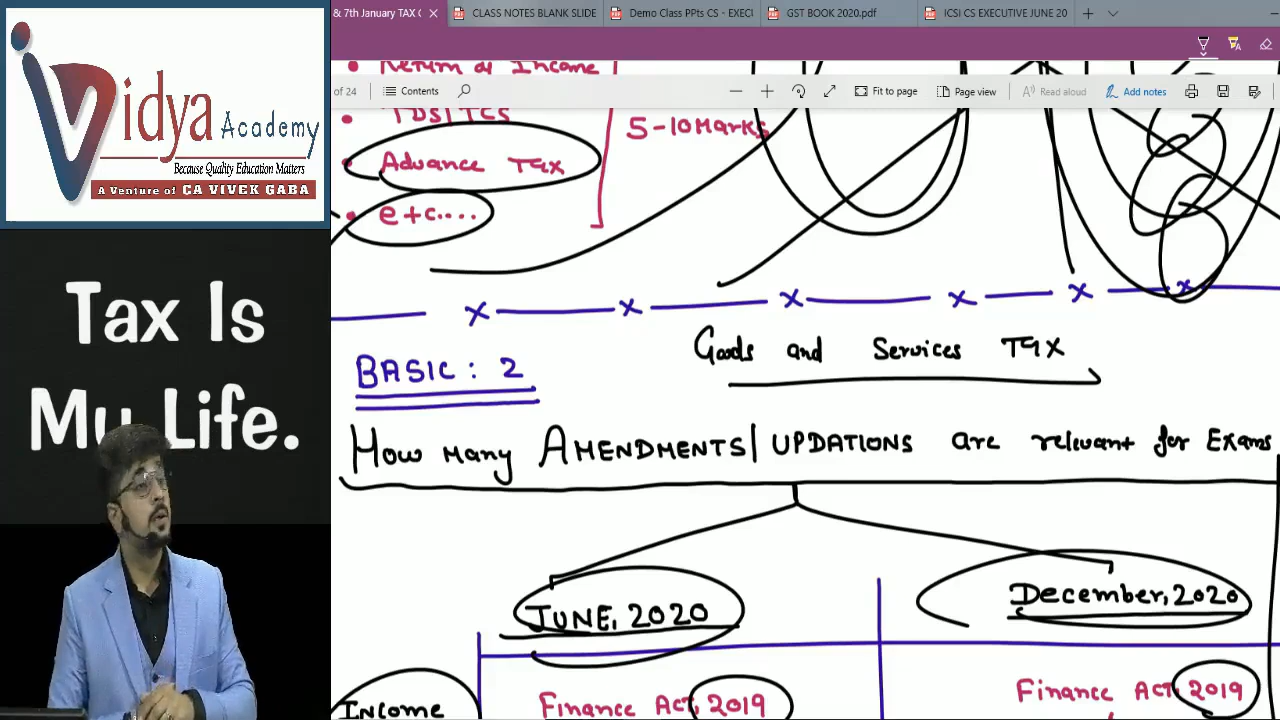 & 7th January TAX C
CLASS NOTES BLANK SLIDE
Demo Class PPts CS - EXECU
GST BOOK 2020.pdf
ICSI CS EXECUTIVE JUNE 20
of 24
Contents
Fit to page
Page view
Read aloud
Add notes
Vidya Academy
Because Quality Education Matters
A Venture of CA VIVEK GABA
Tax Is
My Life.
Return of Income
TDS/TCS
Advance Tax
etc....
5-10 Marks
Goods and Services Tax
BASIC: 2
How many AMENDMENTS/UPDATIONS are relevant for Exams
JUNE, 2020
December, 2020
Income
Finance Act, 2019
Finance Act, 2019